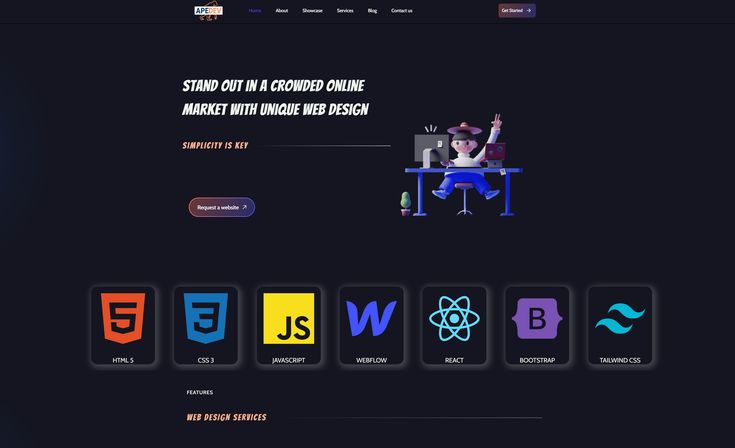 APEDEV
Home About Showcase Services Blog Contact us
Get Started
STAND OUT IN A CROWDED ONLINE
MARKET WITH UNIQUE WEB DESIGN
SIMPLICITY IS KEY
Request a website
5 3 JS W B
HTML 5 CSS 3 JAVASCRIPT WEBFLOW REACT BOOTSTRAP TAILWIND CSS
FEATURES
WEB DESIGN SERVICES